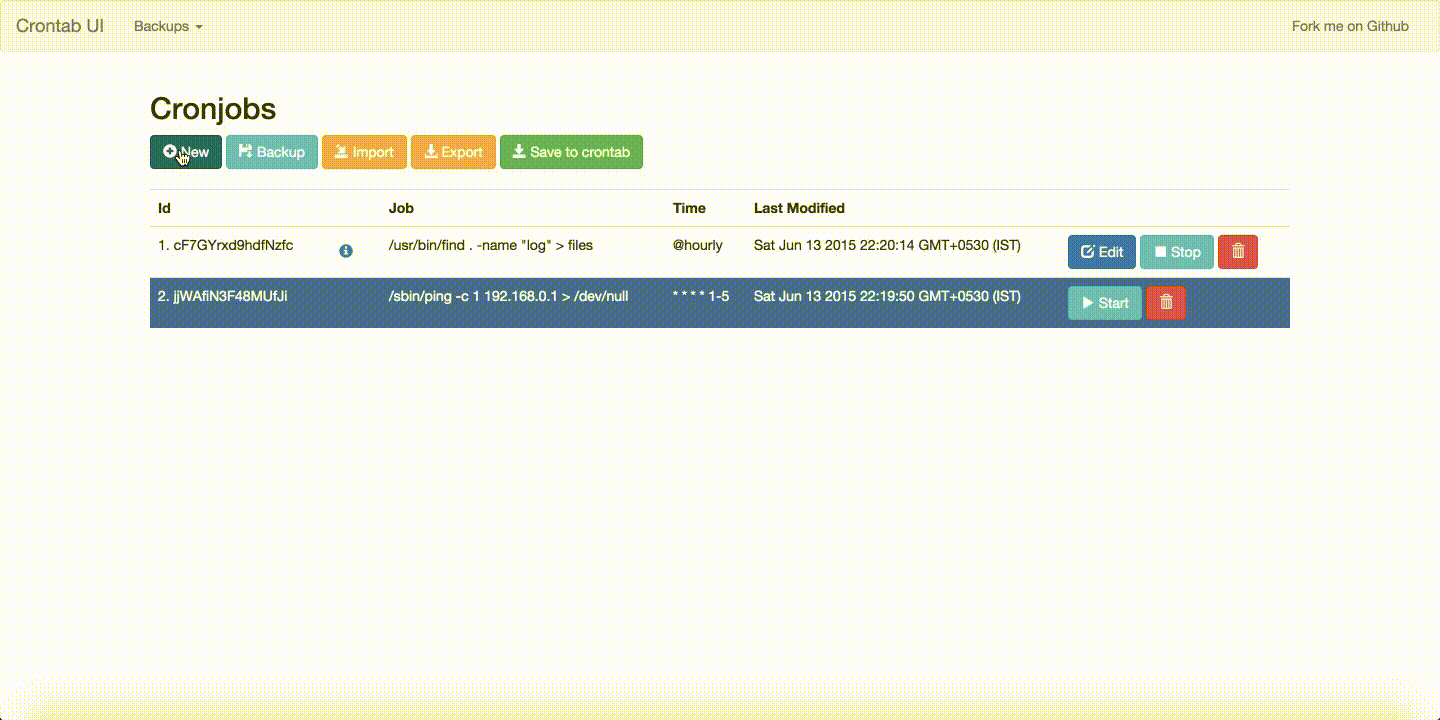 Crontab UI Backups Fork me on Github
Cronjobs
New Backup Import Export Save to crontab
Id Job Time Last Modified
1. cF7GYrxd9hdfNzfc /usr/bin/find . -name "log" > files @hourly Sat Jun 13 2015 22:20:14 GMT+0530 (IST) Edit Stop
2. jjWAfiN3F48MUfJi /sbin/ping -c 1 192.168.0.1 > /dev/null * * * * 1-5 Sat Jun 13 2015 22:19:50 GMT+0530 (IST) Start